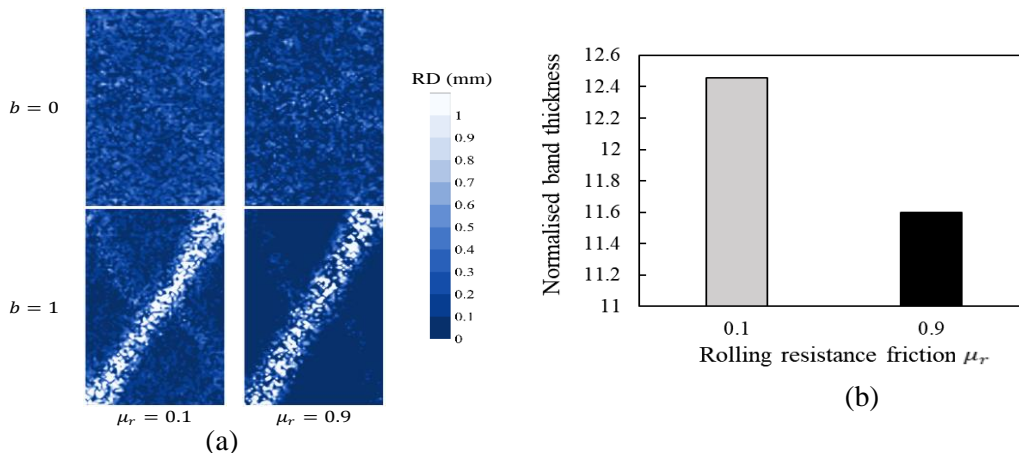 RD (mm)
1
0.9
0.8
0.7
0.6
0.5
0.4
0.3
0.2
0.1
0
b = 0
b = 1
μr = 0.1
μr = 0.9
(a)
Normalised band thickness
12.6
12.4
12.2
12
11.8
11.6
11.4
11.2
11
0.1
0.9
Rolling resistance friction μr
(b)